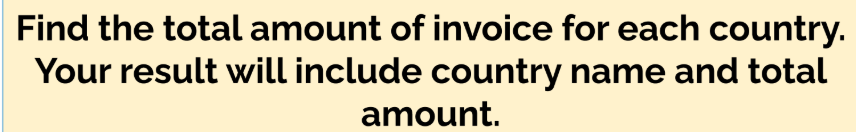 Find the total amount of invoice for each country.
Your result will include country name and total
amount.